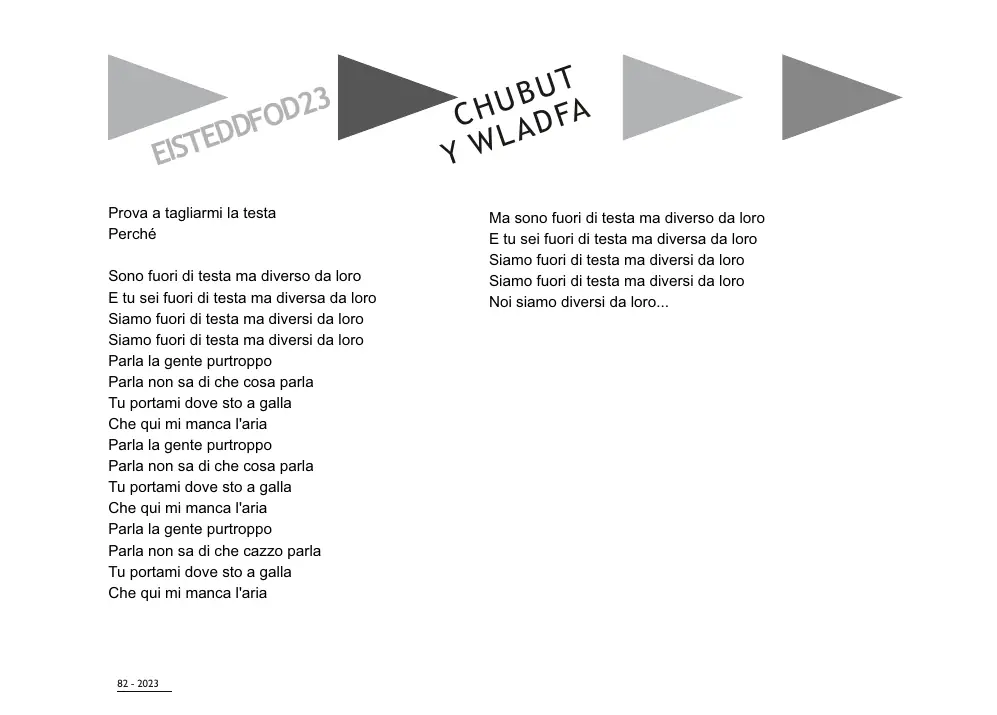 EISTEDDFOD23
CHUBUT
Y WLADFA
Prova a tagliarmi la testa
Perché
Sono fuori di testa ma diverso da loro
E tu sei fuori di testa ma diversa da loro
Siamo fuori di testa ma diversi da loro
Siamo fuori di testa ma diversi da loro
Parla la gente purtroppo
Parla non sa di che cosa parla
Tu portami dove sto a galla
Che qui mi manca l'aria
Parla la gente purtroppo
Parla non sa di che cosa parla
Tu portami dove sto a galla
Che qui mi manca l'aria
Parla la gente purtroppo
Parla non sa di che cazzo parla
Tu portami dove sto a galla
Che qui mi manca l'aria
Ma sono fuori di testa ma diverso da loro
E tu sei fuori di testa ma diversa da loro
Siamo fuori di testa ma diversi da loro
Siamo fuori di testa ma diversi da loro
Noi siamo diversi da loro...
82 - 2023